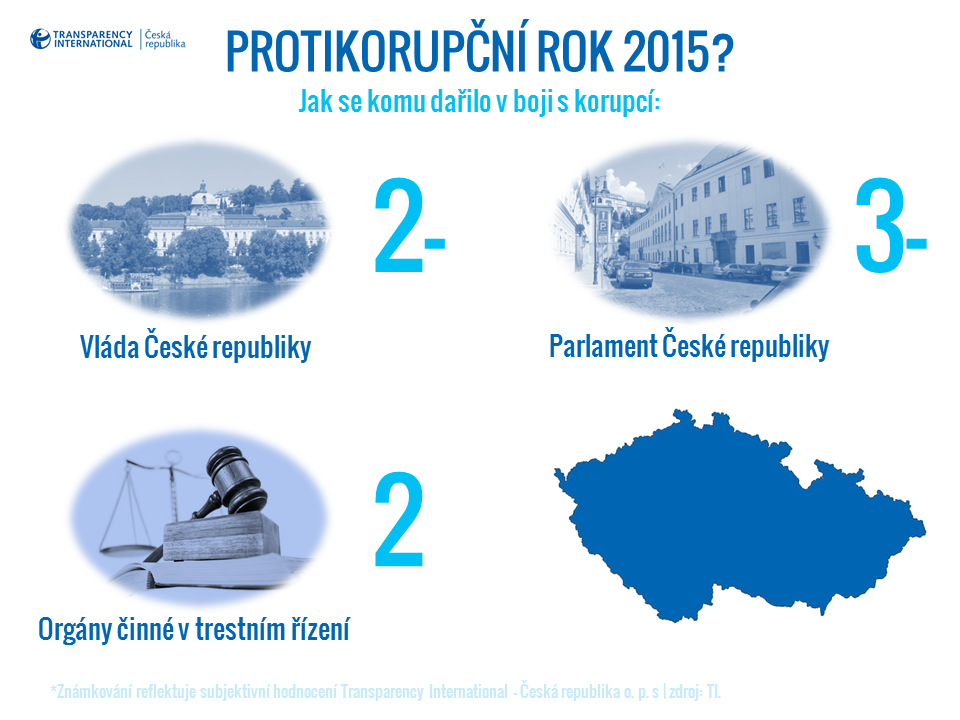 TRANSPARENCY
INTERNATIONAL
Česká
republika
PROTIKORUPČNÍ ROK 2015?
Jak se komu dařilo v boji s korupcí:
2-
3-
Vláda České republiky
Parlament České republiky
2
Orgány činné v trestním řízení
*Známkování reflektuje subjektivní hodnocení Transparency International - Česká republika o. p. s | zdroj: TI.